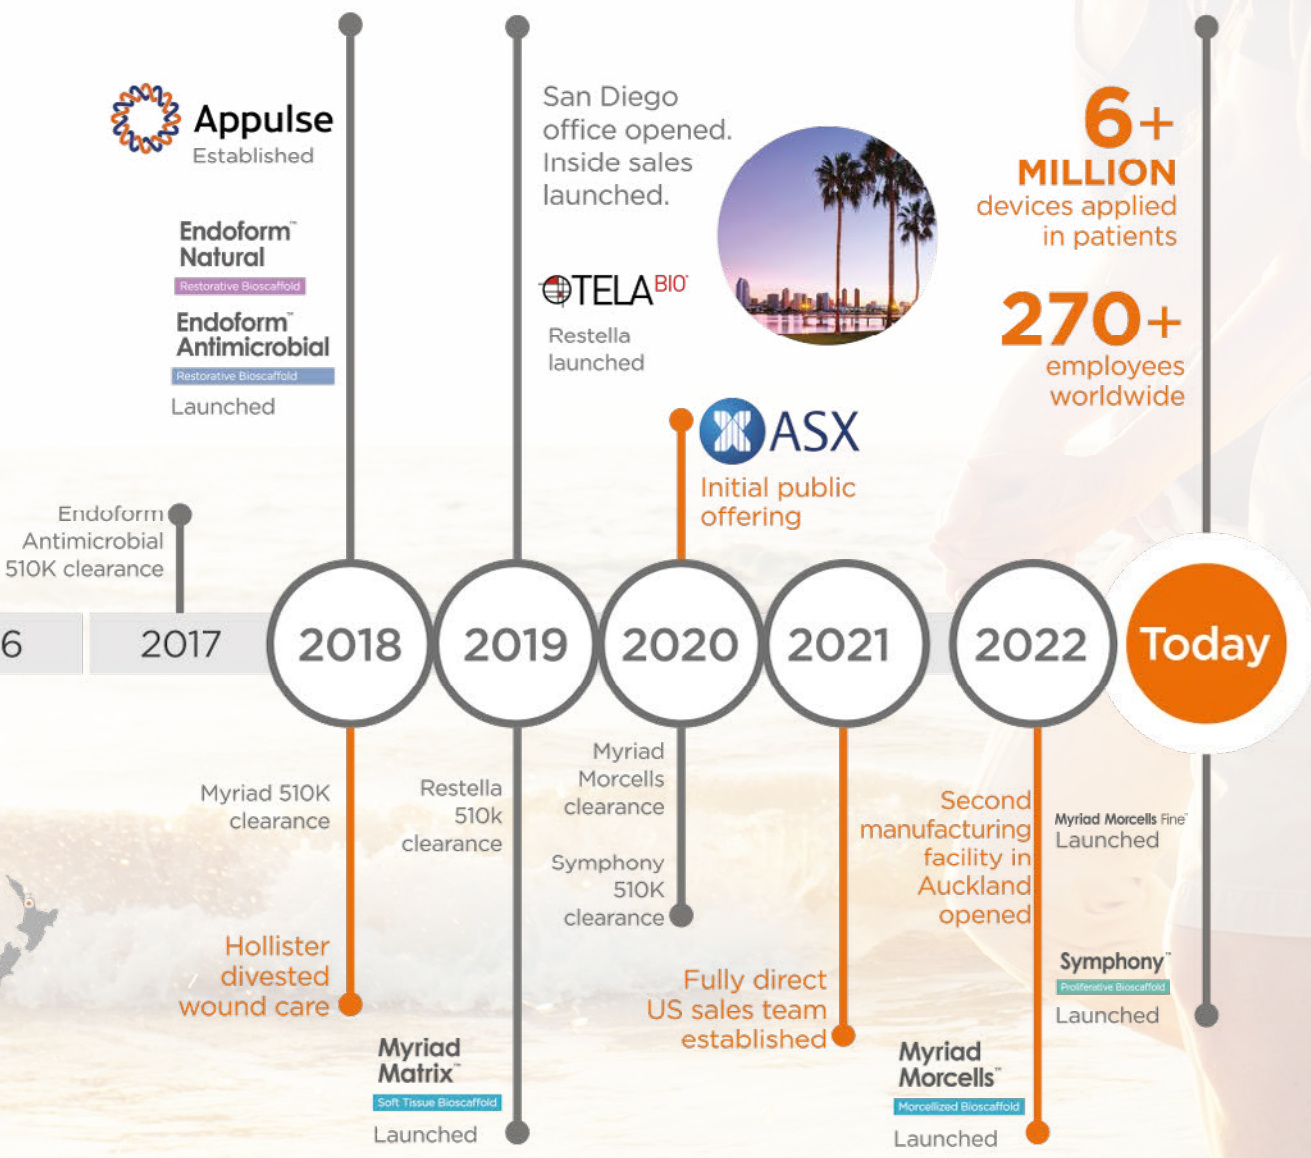 Appulse
Established
Endoform™
Natural
Restorative Bioscaffold
Endoform™
Antimicrobial
Restorative Bioscaffold
Launched
San Diego
office opened.
Inside sales
launched.
TELA BIO®
Restella
launched
ASX
Initial public
offering
6+
MILLION
devices applied
in patients
270+
employees
worldwide
Endoform
Antimicrobial
510K clearance
6
2017
2018
2019
2020
2021
2022
Today
Myriad 510K
clearance
Hollister
divested
wound care
Restella
510k
clearance
Myriad
Matrix™
Soft Tissue Bioscaffold
Launched
Myriad
Morcells
clearance
Symphony
510K
clearance
Fully direct
US sales team
established
Second
manufacturing
facility in
Auckland
opened
Myriad
Morcells™
Morcellized Bioscaffold
Launched
Myriad Morcells Fine™
Launched
Symphony™
Proliferative Bioscaffold
Launched